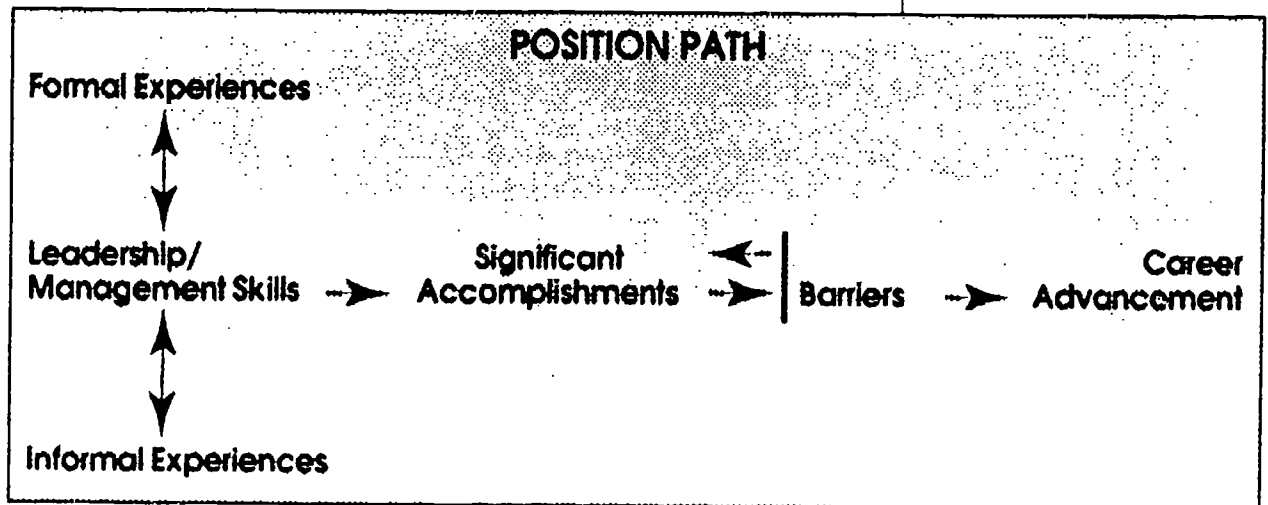 POSITION PATH
Formal Experiences
Leadership/
Management Skills
Significant
Accomplishments
Barriers
Career
Advancement
Informal Experiences